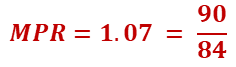 MPR = 1.07 = 90/84